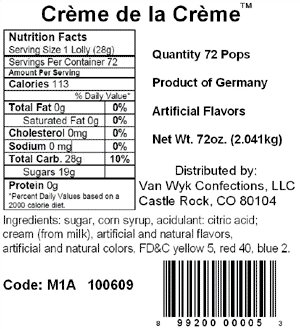 Crème de la Crème™
Nutrition Facts
Serving Size 1 Lolly (28g)
Servings Per Container 72
Amount Per Serving
Calories 113
% Daily Value*
Total Fat 0g 0%
Saturated Fat 0g 0%
Cholesterol 0mg 0%
Sodium 0 mg 0%
Total Carb. 28g 10%
Sugars 19g
Protein 0g
*Percent Daily Values based on a
2000 calorie diet.
Quantity 72 Pops
Product of Germany
Artificial Flavors
Net Wt. 72oz. (2.041kg)
Distributed by:
Van Wyk Confections, LLC
Castle Rock, CO 80104
Ingredients: sugar, corn syrup, acidulant: citric acid;
cream (from milk), artificial and natural flavors,
artificial and natural colors, FD&C yellow 5, red 40, blue 2.
Code: M1A 100609
8 99200 00005 3